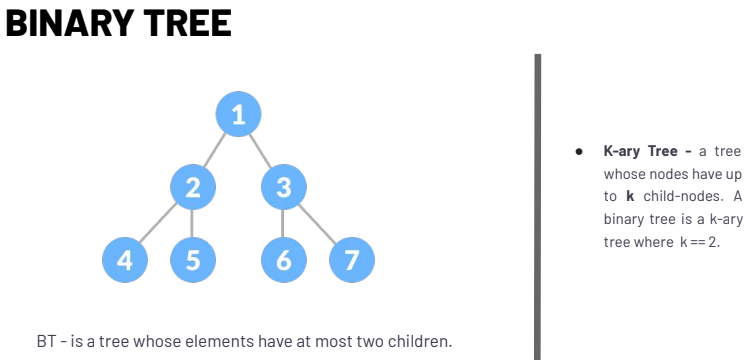 BINARY TREE
1
2
3
4
5
6
7
BT - is a tree whose elements have at most two children.
● K-ary Tree - a tree
whose nodes have up
to k child-nodes. A
binary tree is a k-ary
tree where k == 2.